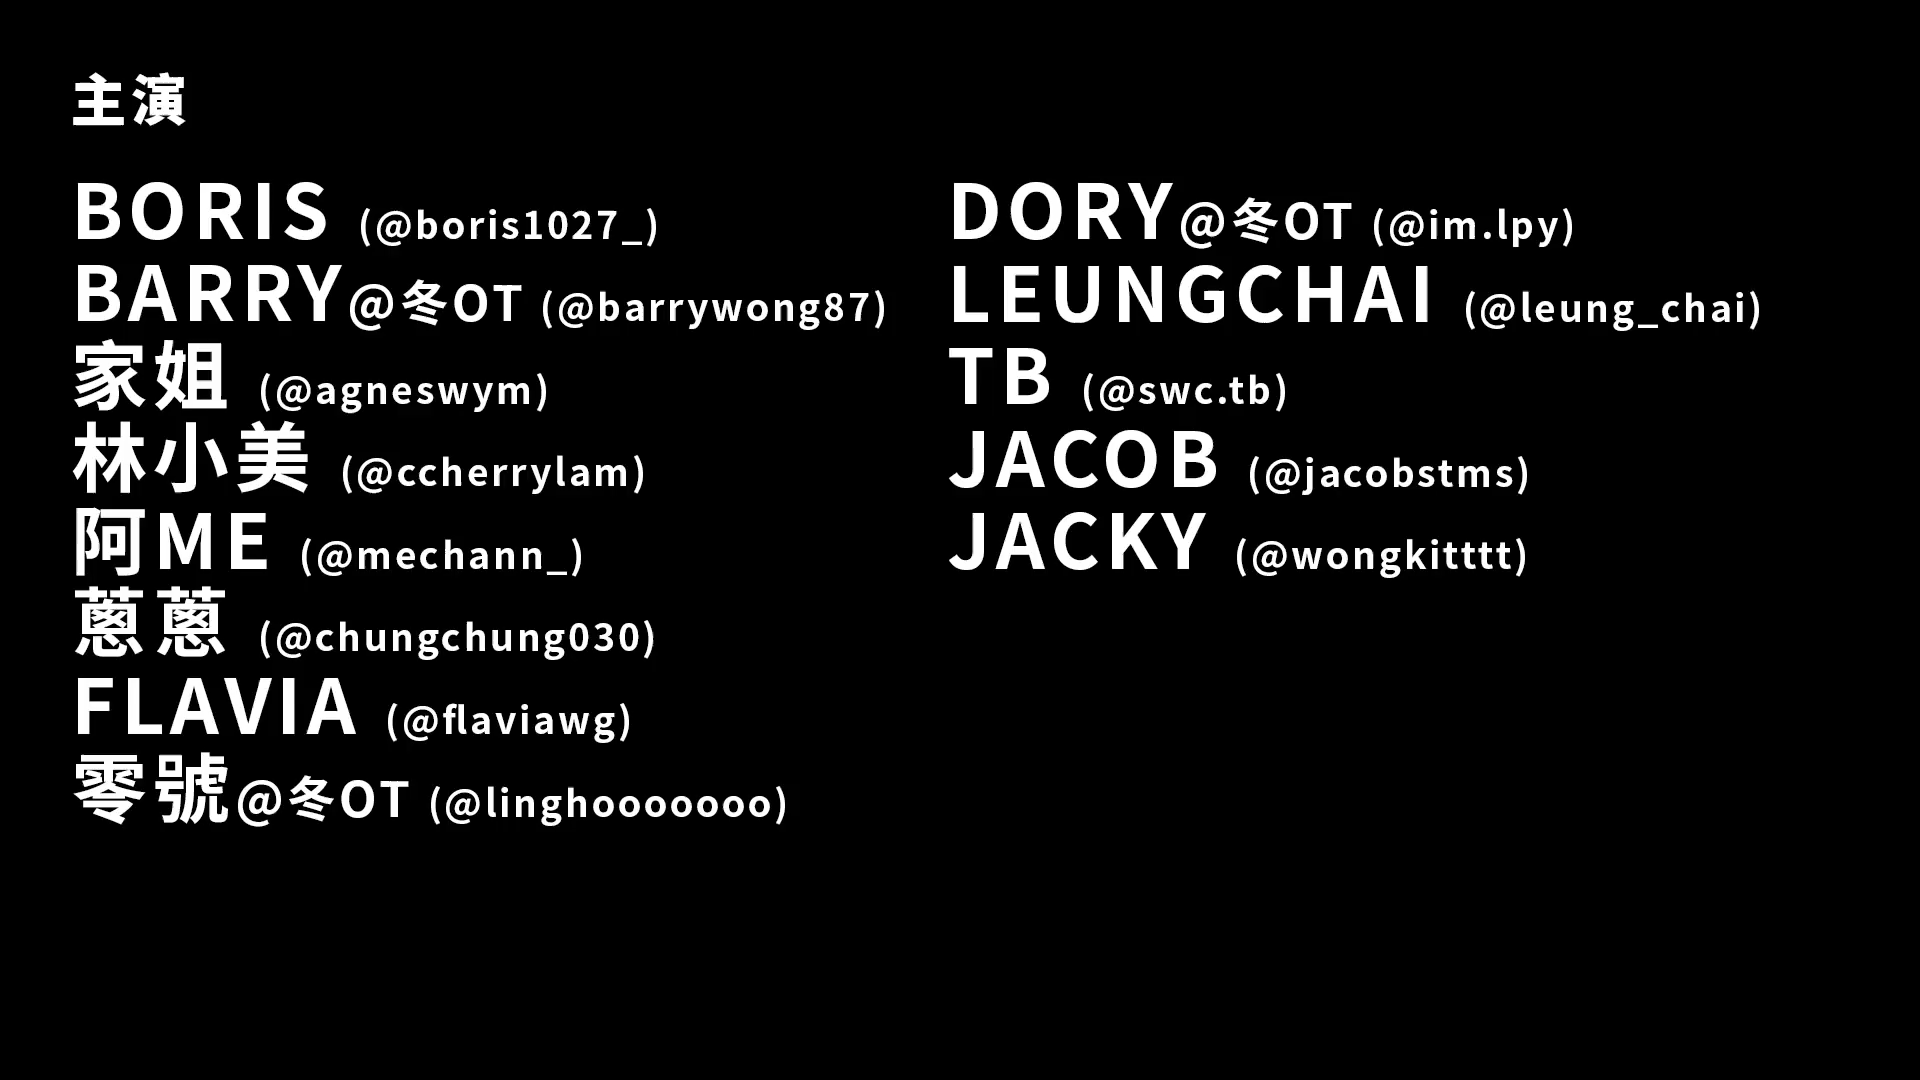 主演
BORIS (@boris1027_)
BARRY@冬OT (@barrywong87)
家姐 (@agneswym)
林小美 (@ccherrylam)
阿ME (@mechann_)
蔥蔥 (@chungchung030)
FLAVIA (@flaviawg)
零號@冬OT (@linghooooooo)
DORY@冬OT (@im.lpy)
LEUNGCHAI (@leung_chai)
TB (@swc.tb)
JACOB (@jacobstms)
JACKY (@wongkitttt)